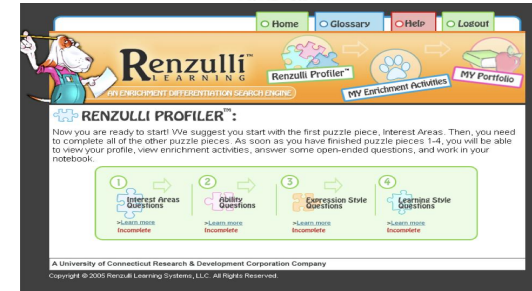 Home Glossary Help Logout
Renzulli™
LEARNING
AN ENRICHMENT DIFFERENTIATION SEARCH ENGINE
Renzulli Profiler™
MY Enrichment Activities
MY Portfolio
RENZULLI PROFILER™:
Now you are ready to start! We suggest you start with the first puzzle piece, Interest Areas. Then, you need
to complete all of the other puzzle pieces. As soon as you have finished puzzle pieces 1-4, you will be able
to view your profile, view enrichment activities, answer some open-ended questions, and work in your
notebook.
1 2 3 4
Interest Areas Questions
>Learn more
Incomplete
Ability Questions
>Learn more
Incomplete
Expression Style Questions
>Learn more
Incomplete
Learning Style Questions
>Learn more
Incomplete
A University of Connecticut Research & Development Corporation Company
Copyright © 2005 Renzulli Learning Systems, LLC. All Rights Reserved.